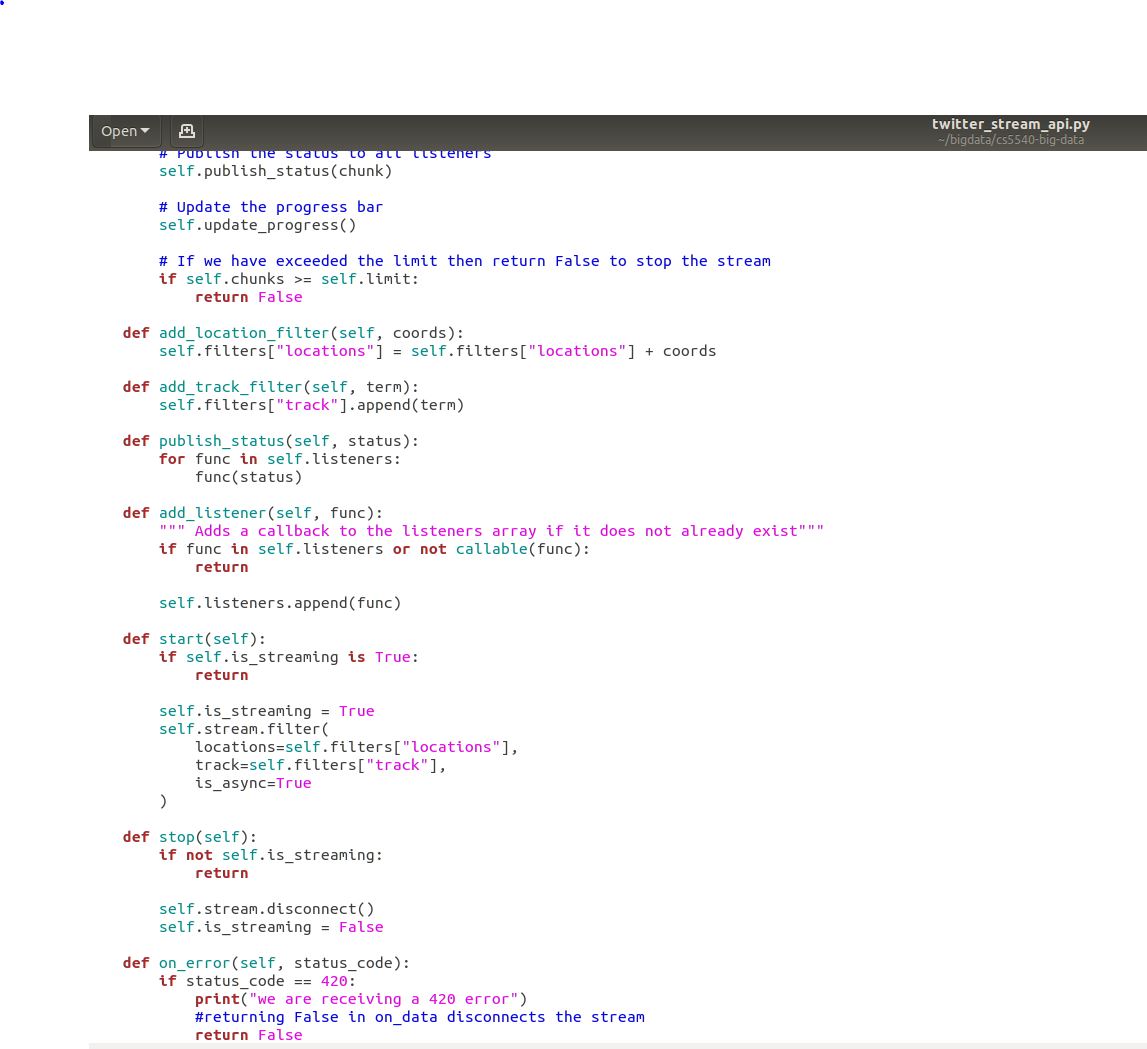 Open
twitter_stream_api.py
~/bigdata/cs5540-big-data
# Publish the status to all listeners
self.publish_status(chunk)
# Update the progress bar
self.update_progress()
# If we have exceeded the limit then return False to stop the stream
if self.chunks >= self.limit:
return False
def add_location_filter(self, coords):
self.filters["locations"] = self.filters["locations"] + coords
def add_track_filter(self, term):
self.filters["track"].append(term)
def publish_status(self, status):
for func in self.listeners:
func(status)
def add_listener(self, func):
""" Adds a callback to the listeners array if it does not already exist"""
if func in self.listeners or not callable(func):
return
self.listeners.append(func)
def start(self):
if self.is_streaming is True:
return
self.is_streaming = True
self.stream.filter(
locations=self.filters["locations"],
track=self.filters["track"],
is_async=True
)
def stop(self):
if not self.is_streaming:
return
self.stream.disconnect()
self.is_streaming = False
def on_error(self, status_code):
if status_code == 420:
print("we are receiving a 420 error")
#returning False in on_data disconnects the stream
return False